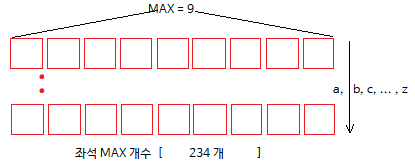 MAX = 9
a, b, c, ... , z
좌석 MAX 개수 [ 234 개 ]